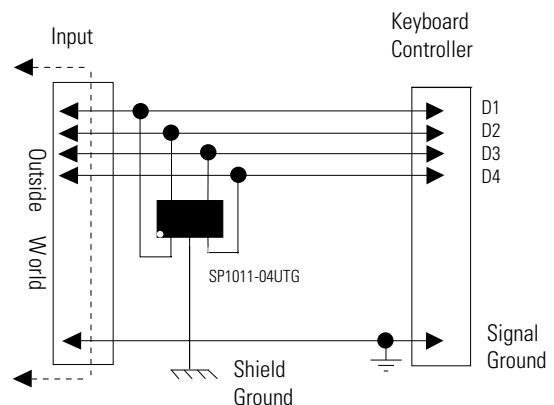 Input
Keyboard
Controller
D1
D2
D3
D4
Outside World
SP1011-04UTG
Shield
Ground
Signal
Ground